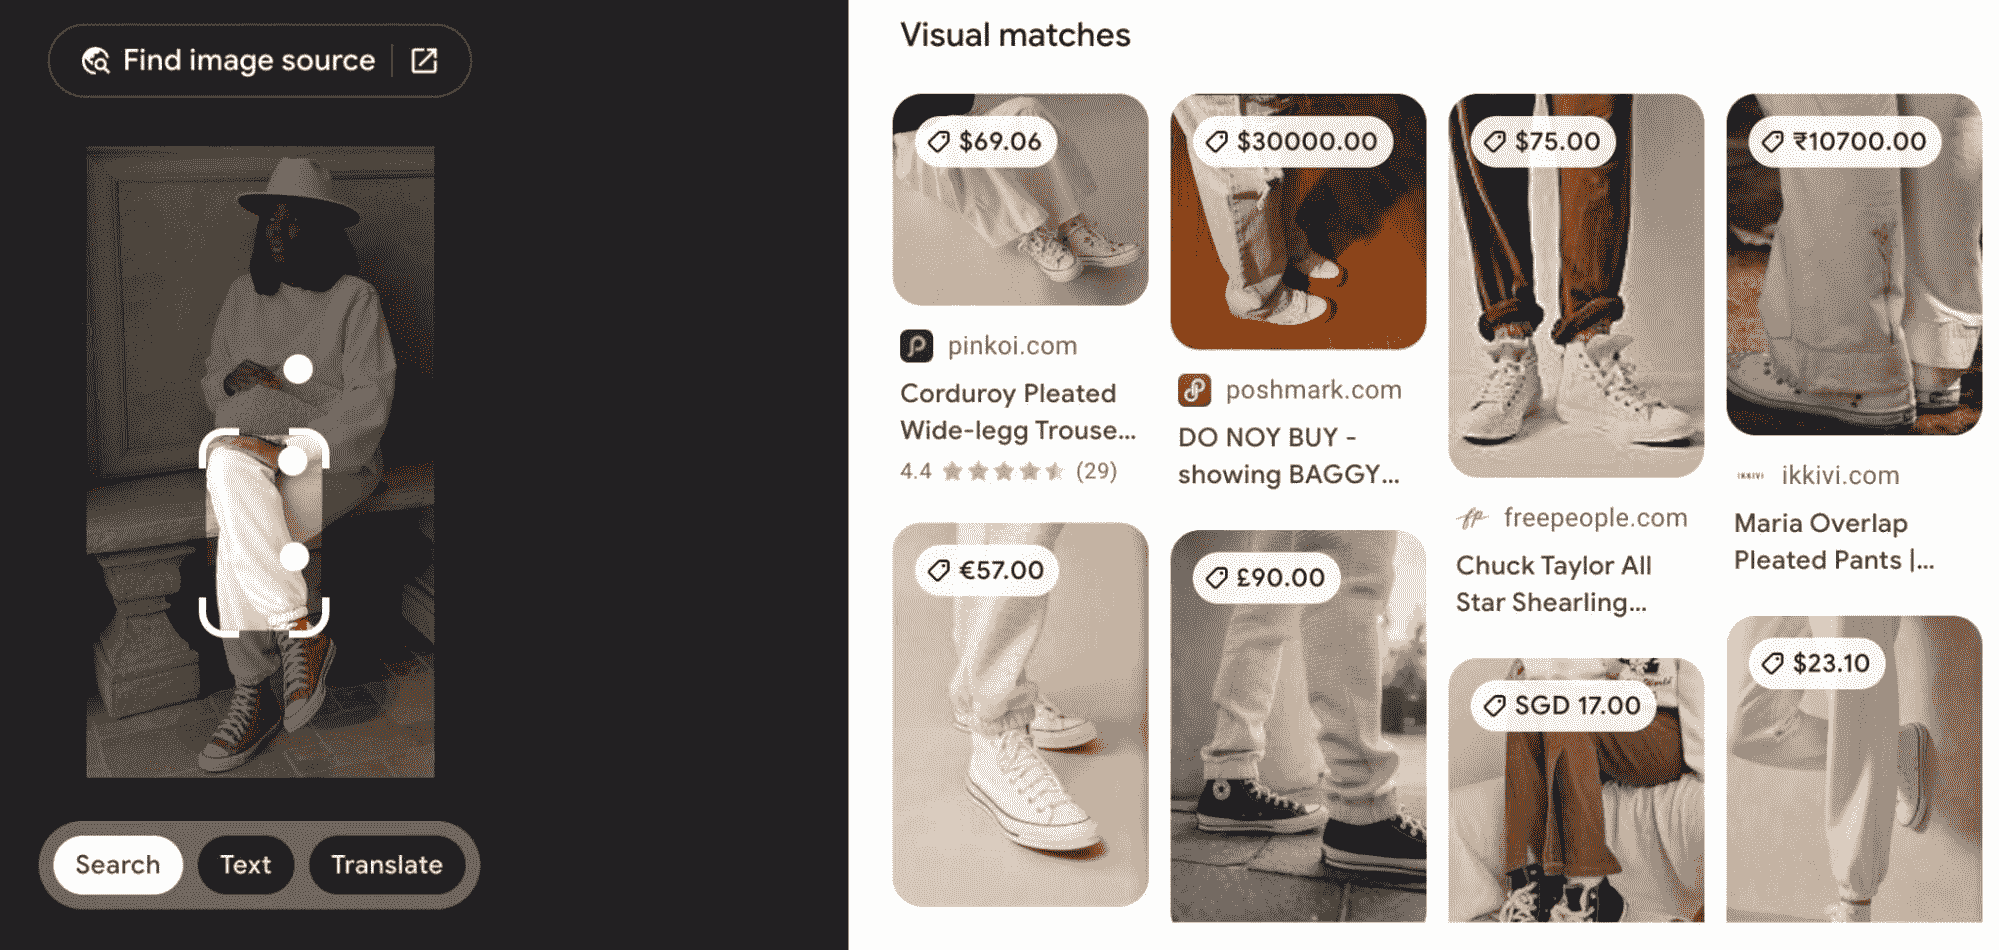 Find image source
Search
Text
Translate
Visual matches
$69.06
pinkoi.com
Corduroy Pleated
Wide-legg Trouse...
4.4 (29)
$30000.00
poshmark.com
DO NOY BUY -
showing BAGGY...
$75.00
freepeople.com
Chuck Taylor All
Star Shearling...
₹10700.00
ikkivi.com
Maria Overlap
Pleated Pants |...
€57.00
£90.00
SGD 17.00
$23.10